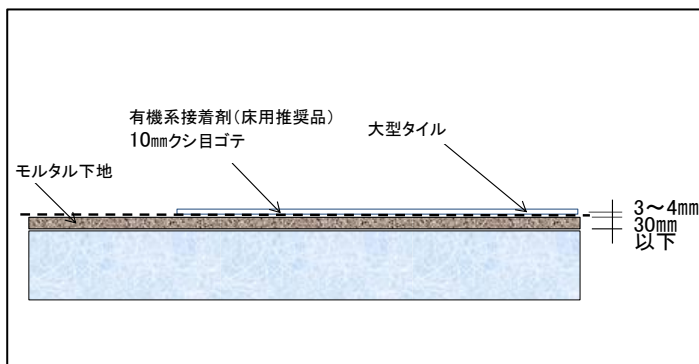 有機系接着剤(床用推奨品)
10mmクシ目ゴテ
大型タイル
モルタル下地
3~4mm
30mm
以下